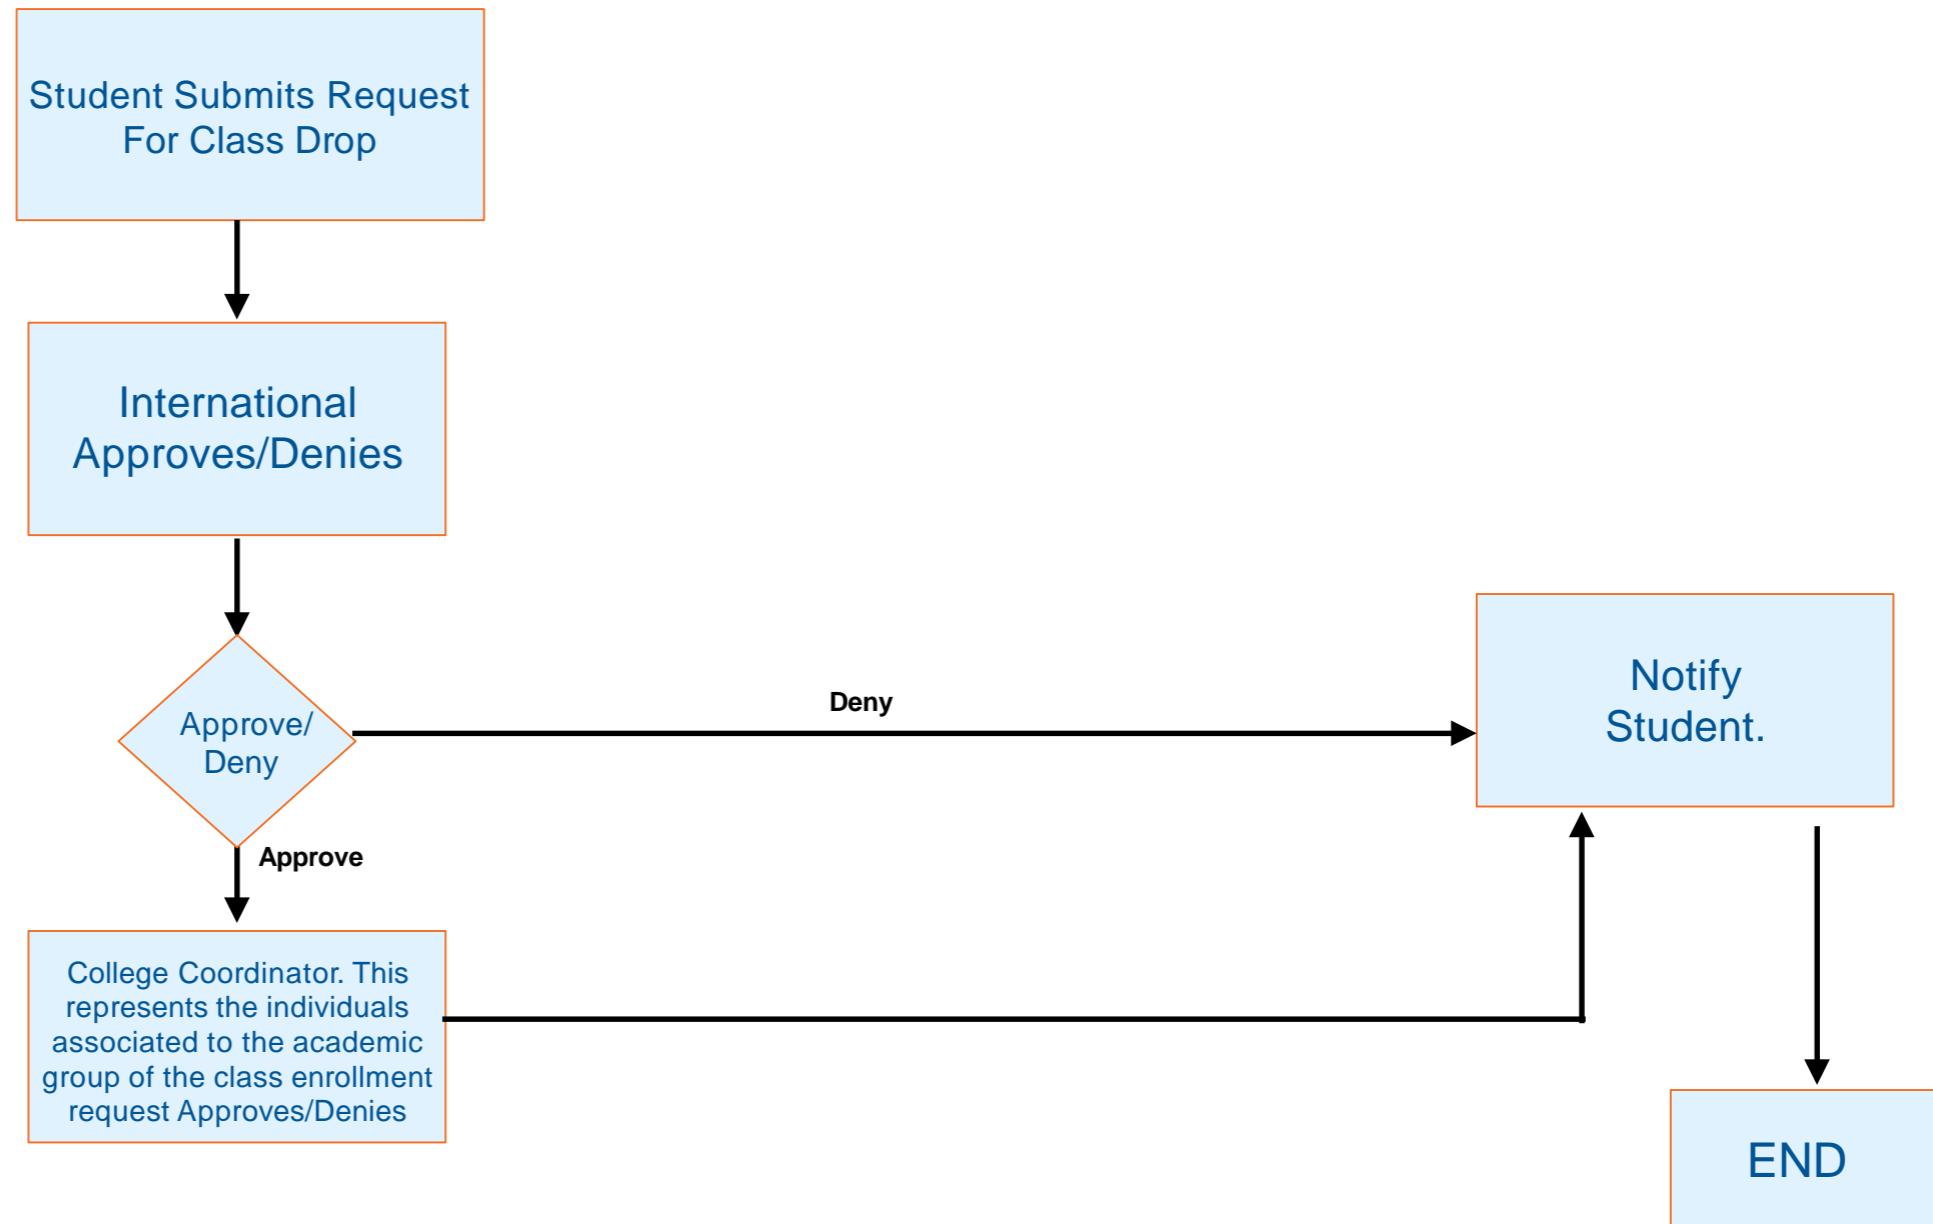 Student Submits Request
For Class Drop
International
Approves/Denies
Approve/
Deny
Deny
Notify
Student.
Approve
College Coordinator. This
represents the individuals
associated to the academic
group of the class enrollment
request Approves/Denies
END